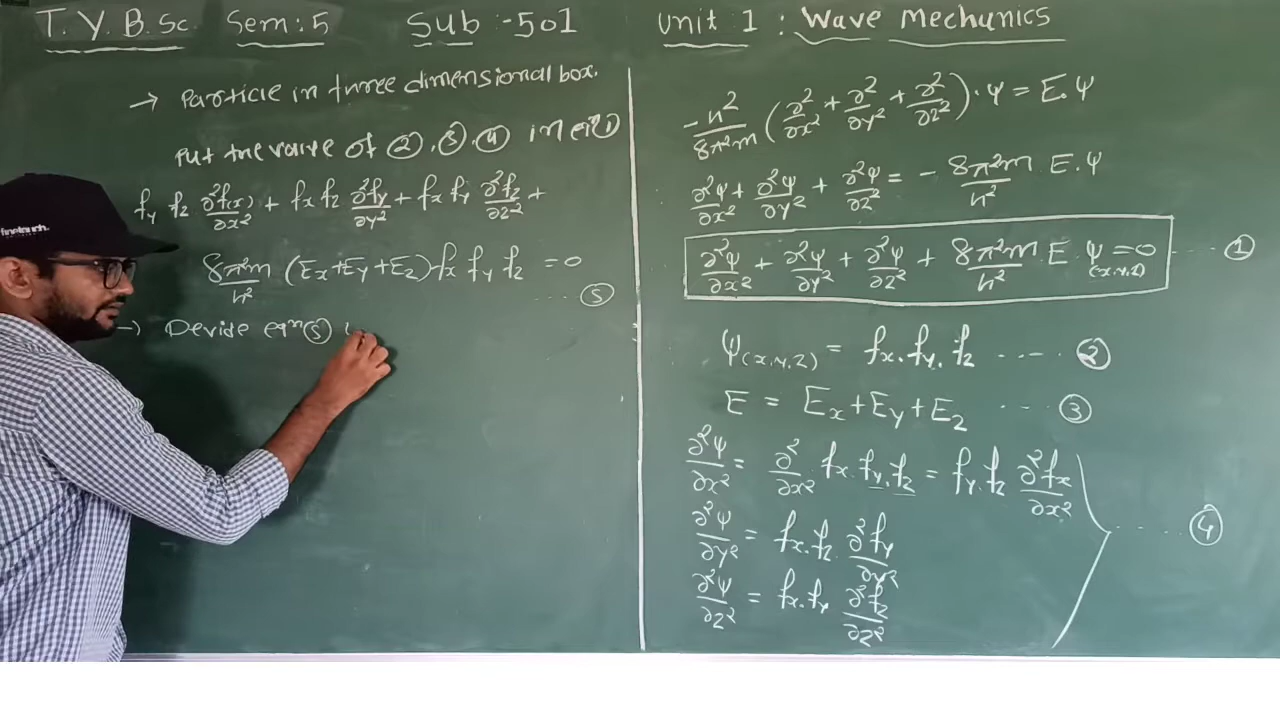 T. Y. B. Sc. Sem:5 Sub:-501 Unit 1 : Wave Mechanics
→ Particle in three dimensional box.
Put the value of ②, ③, ④ in eqⁿ ①
fy fz ∂²f(x)/∂x² + fx fz ∂²fy/∂y² + fx fy ∂²fz/∂z² +
8π²m/h² (Ex+Ey+Ez) fx fy fz = 0
.... ⑤
→ Devide eqⁿ ⑤
finetouch.
-h²/8π²m (∂²/∂x² + ∂²/∂y² + ∂²/∂z²)·ψ = E.ψ
∂²ψ/∂x² + ∂²ψ/∂y² + ∂²ψ/∂z² = - 8π²m/h² E.ψ
∂²ψ/∂x² + ∂²ψ/∂y² + ∂²ψ/∂z² + 8π²m/h² E.ψ(x,y,z) = 0 ..... ①
ψ(x,y,z) = fx.fy.fz ..... ②
E = Ex+Ey+Ez ... ③
∂²ψ/∂x² = ∂²/∂x² fx.fy.fz = fy.fz ∂²fx/∂x²
∂²ψ/∂y² = fx.fz ∂²fy/∂y² ..... ④
∂²ψ/∂z² = fx.fy ∂²fz/∂z²